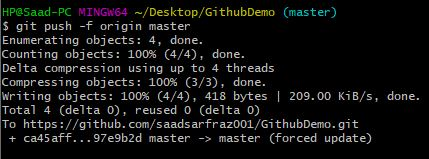 HP@Saad-PC MINGW64 ~/Desktop/GithubDemo (master)
$ git push -f origin master
Enumerating objects: 4, done.
Counting objects: 100% (4/4), done.
Delta compression using up to 4 threads
Compressing objects: 100% (3/3), done.
Writing objects: 100% (4/4), 418 bytes | 209.00 KiB/s, done.
Total 4 (delta 0), reused 0 (delta 0)
To https://github.com/saadsarfraz001/GithubDemo.git
 + ca45aff...97e9b2d master -> master (forced update)